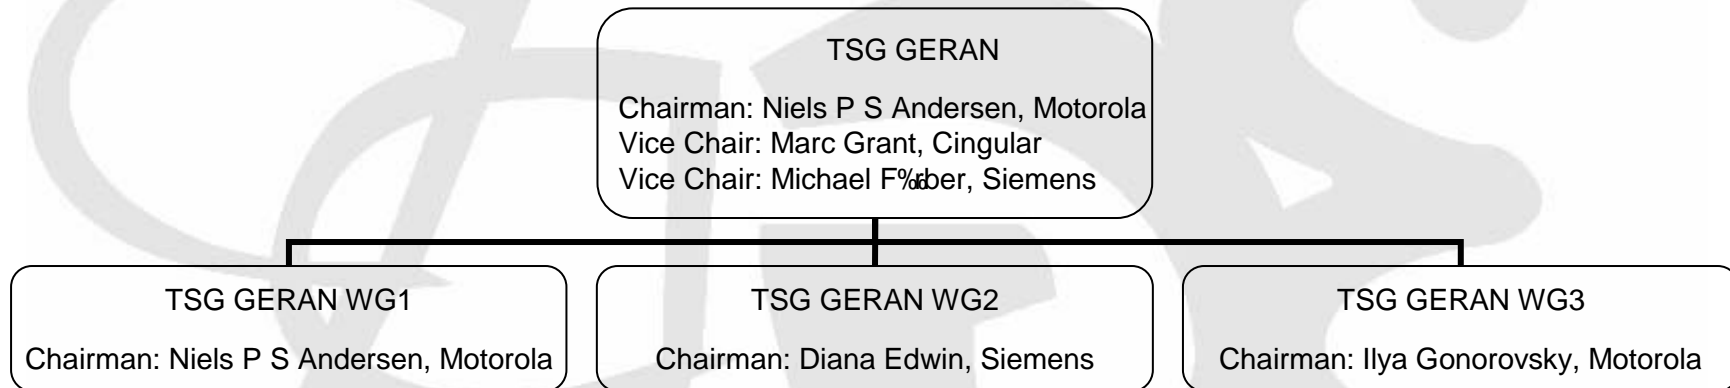 TSG GERAN
Chairman: Niels P S Andersen, Motorola
Vice Chair: Marc Grant, Cingular
Vice Chair: Michael F‰rber, Siemens
TSG GERAN WG1
Chairman: Niels P S Andersen, Motorola
TSG GERAN WG2
Chairman: Diana Edwin, Siemens
TSG GERAN WG3
Chairman: Ilya Gonorovsky, Motorola